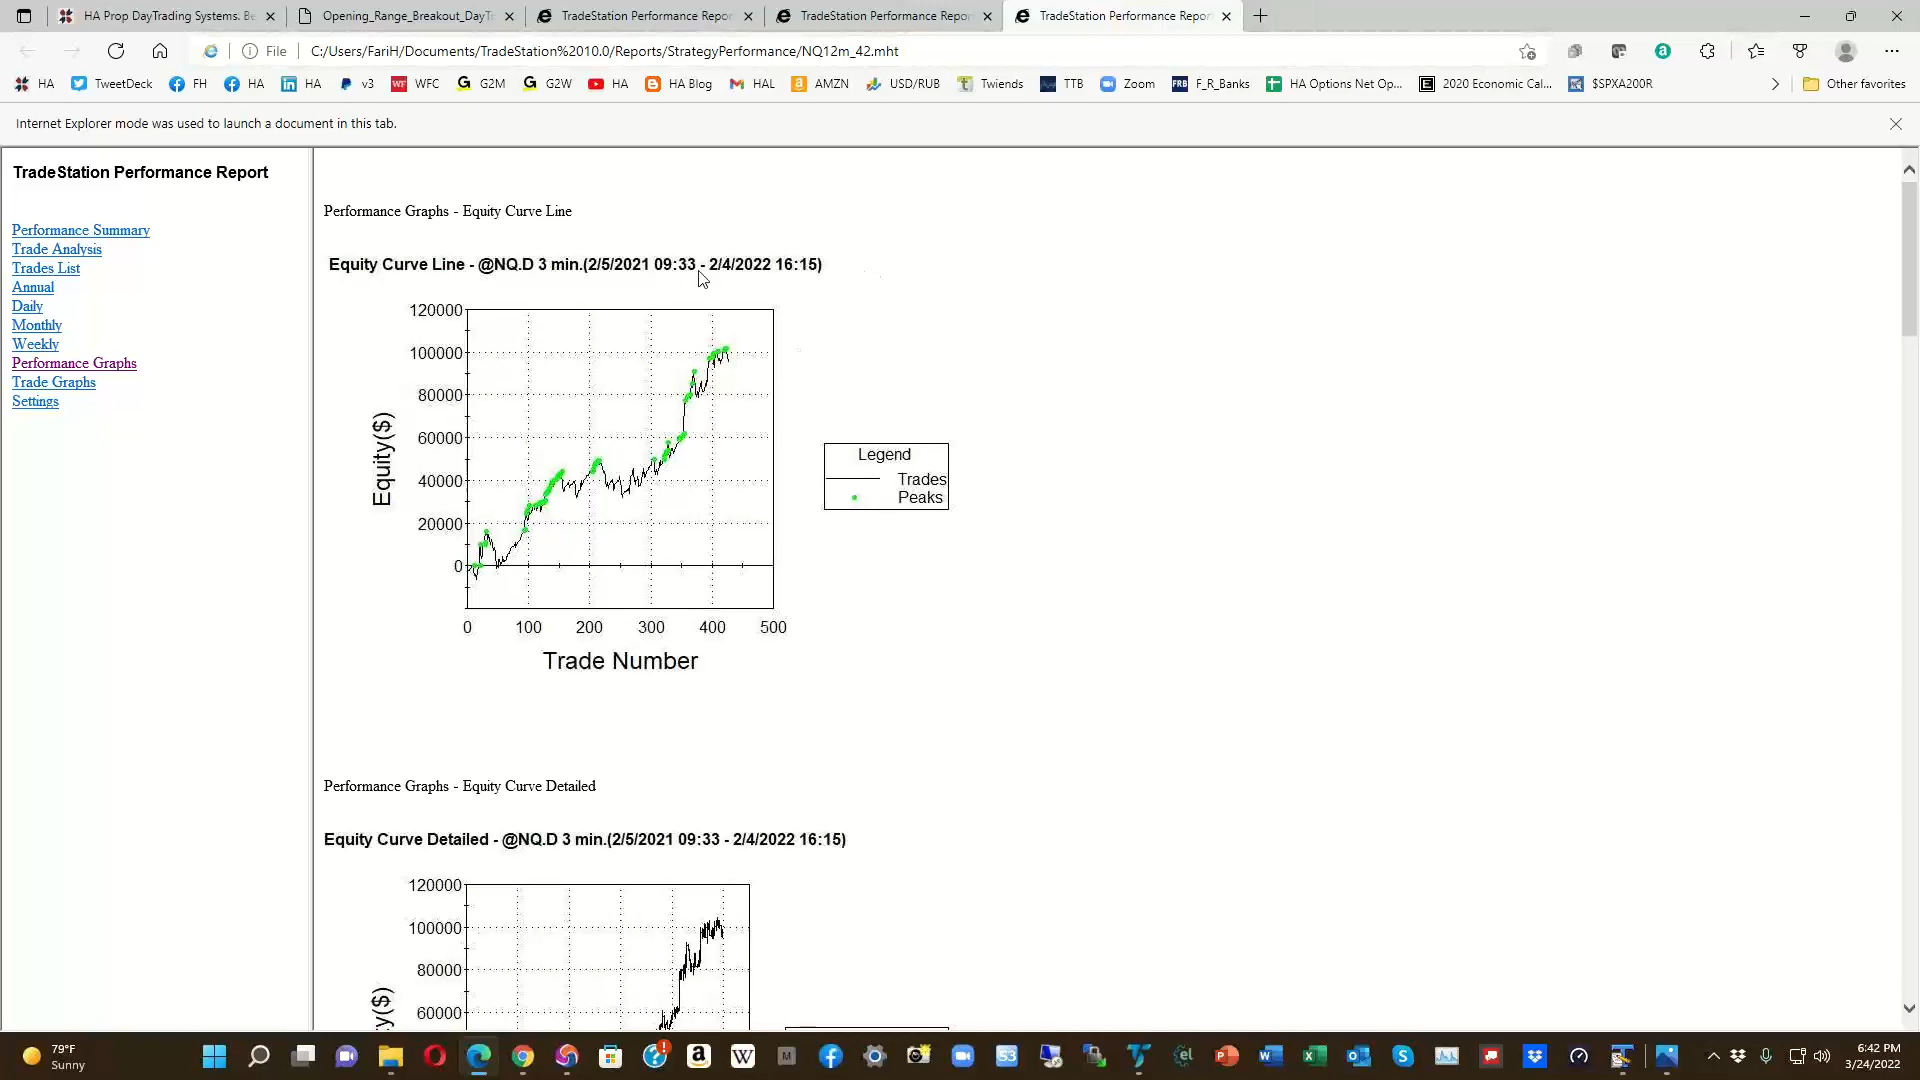 HA Prop DayTrading Systems. Be
Opening_Range_Breakout_DayT
TradeStation Performance Repor
TradeStation Performance Repor
TradeStation Performance Repor
File
C:/Users/FariH/Documents/TradeStation%2010.0/Reports/StrategyPerformance/NQ12m_42.mht
HA
TweetDeck
FH
HA
HA
v3
WFC
G2M
G2W
HA
HA Blog
HAL
AMZN
USD/RUB
Twiends
TTB
Zoom
F_R_Banks
HA Options Net Op...
2020 Economic Cal...
$SPXA200R
Other favorites
Internet Explorer mode was used to launch a document in this tab.
TradeStation Performance Report
Performance Summary
Trade Analysis
Trades List
Annual
Daily
Monthly
Weekly
Performance Graphs
Trade Graphs
Settings
Performance Graphs - Equity Curve Line
Equity Curve Line - @NQ.D 3 min.(2/5/2021 09:33 - 2/4/2022 16:15)
120000
100000
80000
60000
40000
20000
0
Equity($)
0 100 200 300 400 500
Trade Number
Legend
Trades
Peaks
Performance Graphs - Equity Curve Detailed
Equity Curve Detailed - @NQ.D 3 min.(2/5/2021 09:33 - 2/4/2022 16:15)
120000
100000
80000
60000
y($)
79°F
Sunny
6:42 PM
3/24/2022